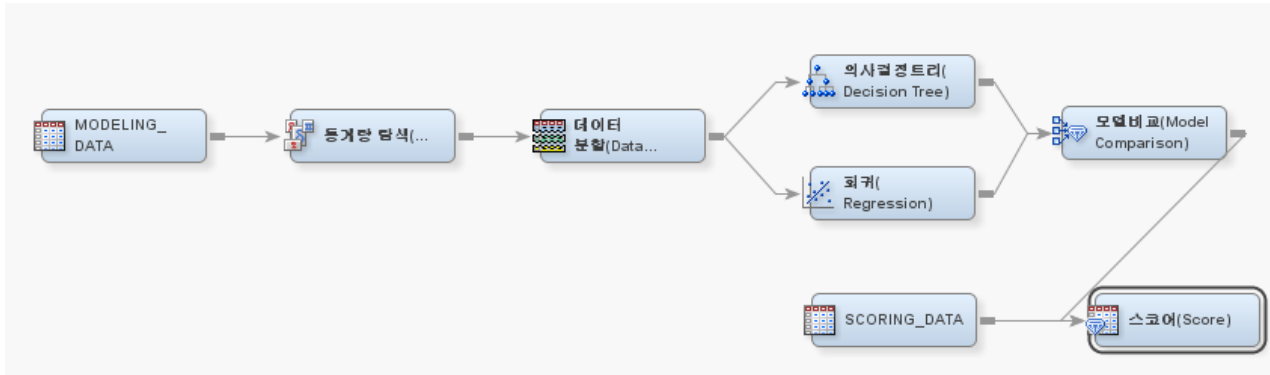 MODELING_
DATA
통계량 탐색(...
데이터
분할(Data...
의사결정트리(
Decision Tree)
회귀(
Regression)
모델비교(Model
Comparison)
SCORING_DATA
스코어(Score)